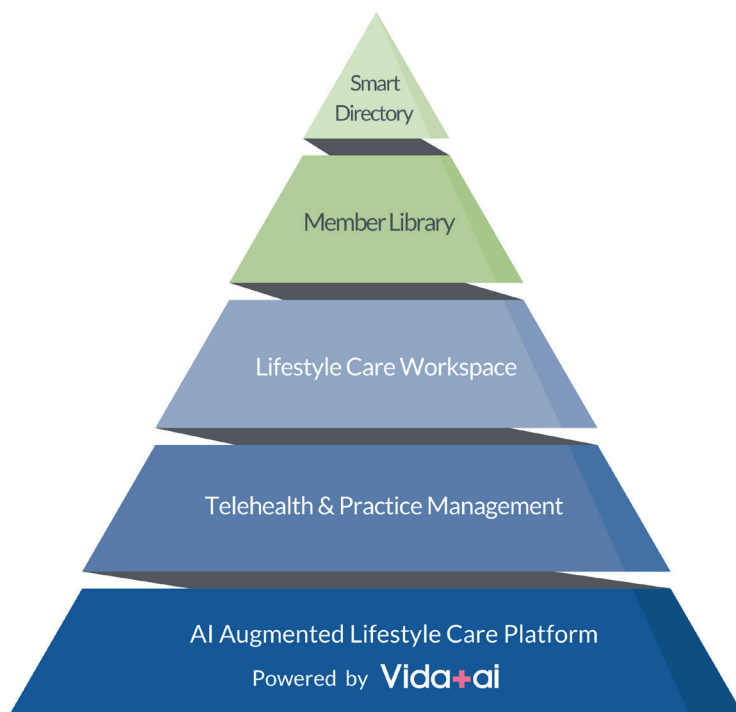 Smart
Directory
Member Library
Lifestyle Care Workspace
Telehealth & Practice Management
AI Augmented Lifestyle Care Platform
Powered by Vida+ai